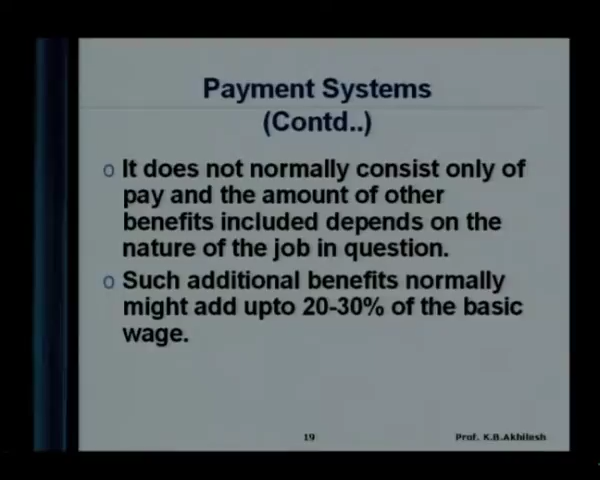 Payment Systems
(Contd..)
o It does not normally consist only of
pay and the amount of other
benefits included depends on the
nature of the job in question.
o Such additional benefits normally
might add upto 20-30% of the basic
wage.
19
Prof. K.B.Akhilesh